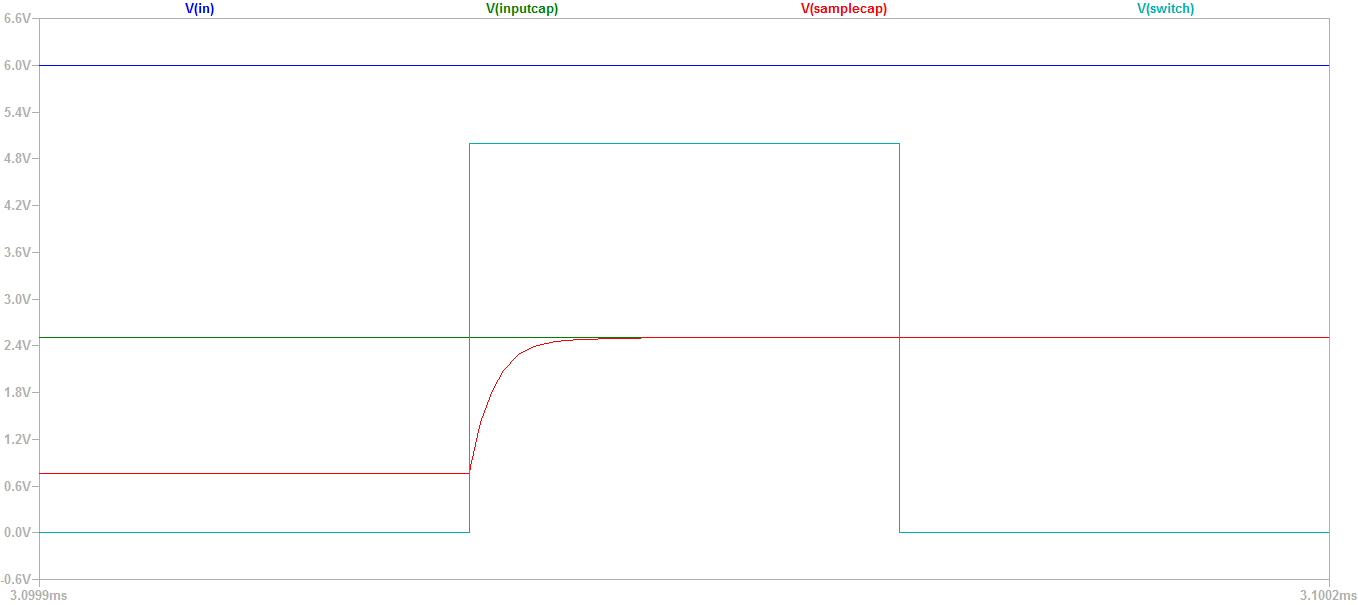 V(in) V(inputcap) V(samplecap) V(switch)
6.6V
6.0V
5.4V
4.8V
4.2V
3.6V
3.0V
2.4V
1.8V
1.2V
0.6V
0.0V
-0.6V
3.0999ms 3.1002ms